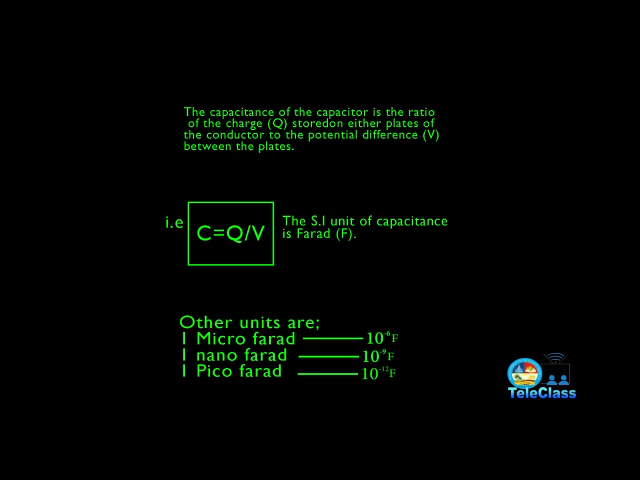 The capacitance of the capacitor is the ratio
of the charge (Q) storedon either plates of
the conductor to the potential difference (V)
between the plates.
i.e C=Q/V
The S.I unit of capacitance
is Farad (F).
Other units are;
1 Micro farad ——— 10⁻⁶F
1 nano farad ——— 10⁻⁹F
1 Pico farad ——— 10⁻¹²F
TeleClass